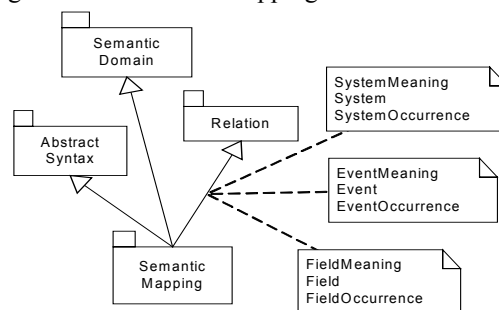 Semantic
Domain
Abstract
Syntax
Relation
Semantic
Mapping
SystemMeaning
System
SystemOccurrence
EventMeaning
Event
EventOccurrence
FieldMeaning
Field
FieldOccurrence